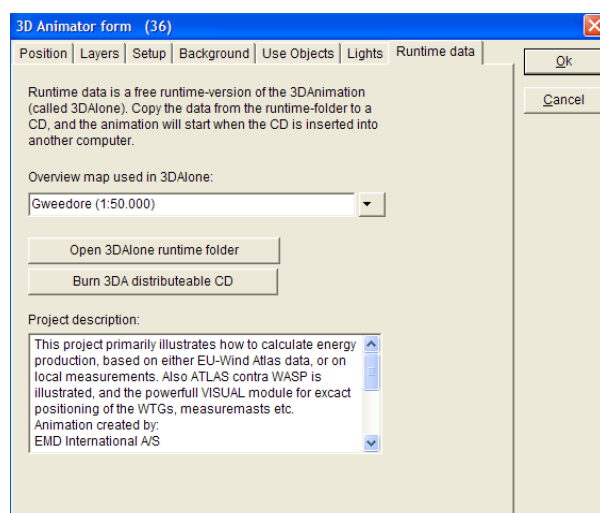 3D Animator form (36)
Position Layers Setup Background Use Objects Lights Runtime data
Ok
Cancel
Runtime data is a free runtime-version of the 3DAnimation
(called 3DAlone). Copy the data from the runtime-folder to a
CD, and the animation will start when the CD is inserted into
another computer.
Overview map used in 3DAlone:
Gweedore (1:50.000)
Open 3DAlone runtime folder
Burn 3DA distributeable CD
Project description:
This project primarily illustrates how to calculate energy
production, based on either EU-Wind Atlas data, or on
local measurements. Also ATLAS contra WASP is
illustrated, and the powerfull VISUAL module for excact
positioning of the WTGs, measuremasts etc.
Animation created by:
EMD International A/S